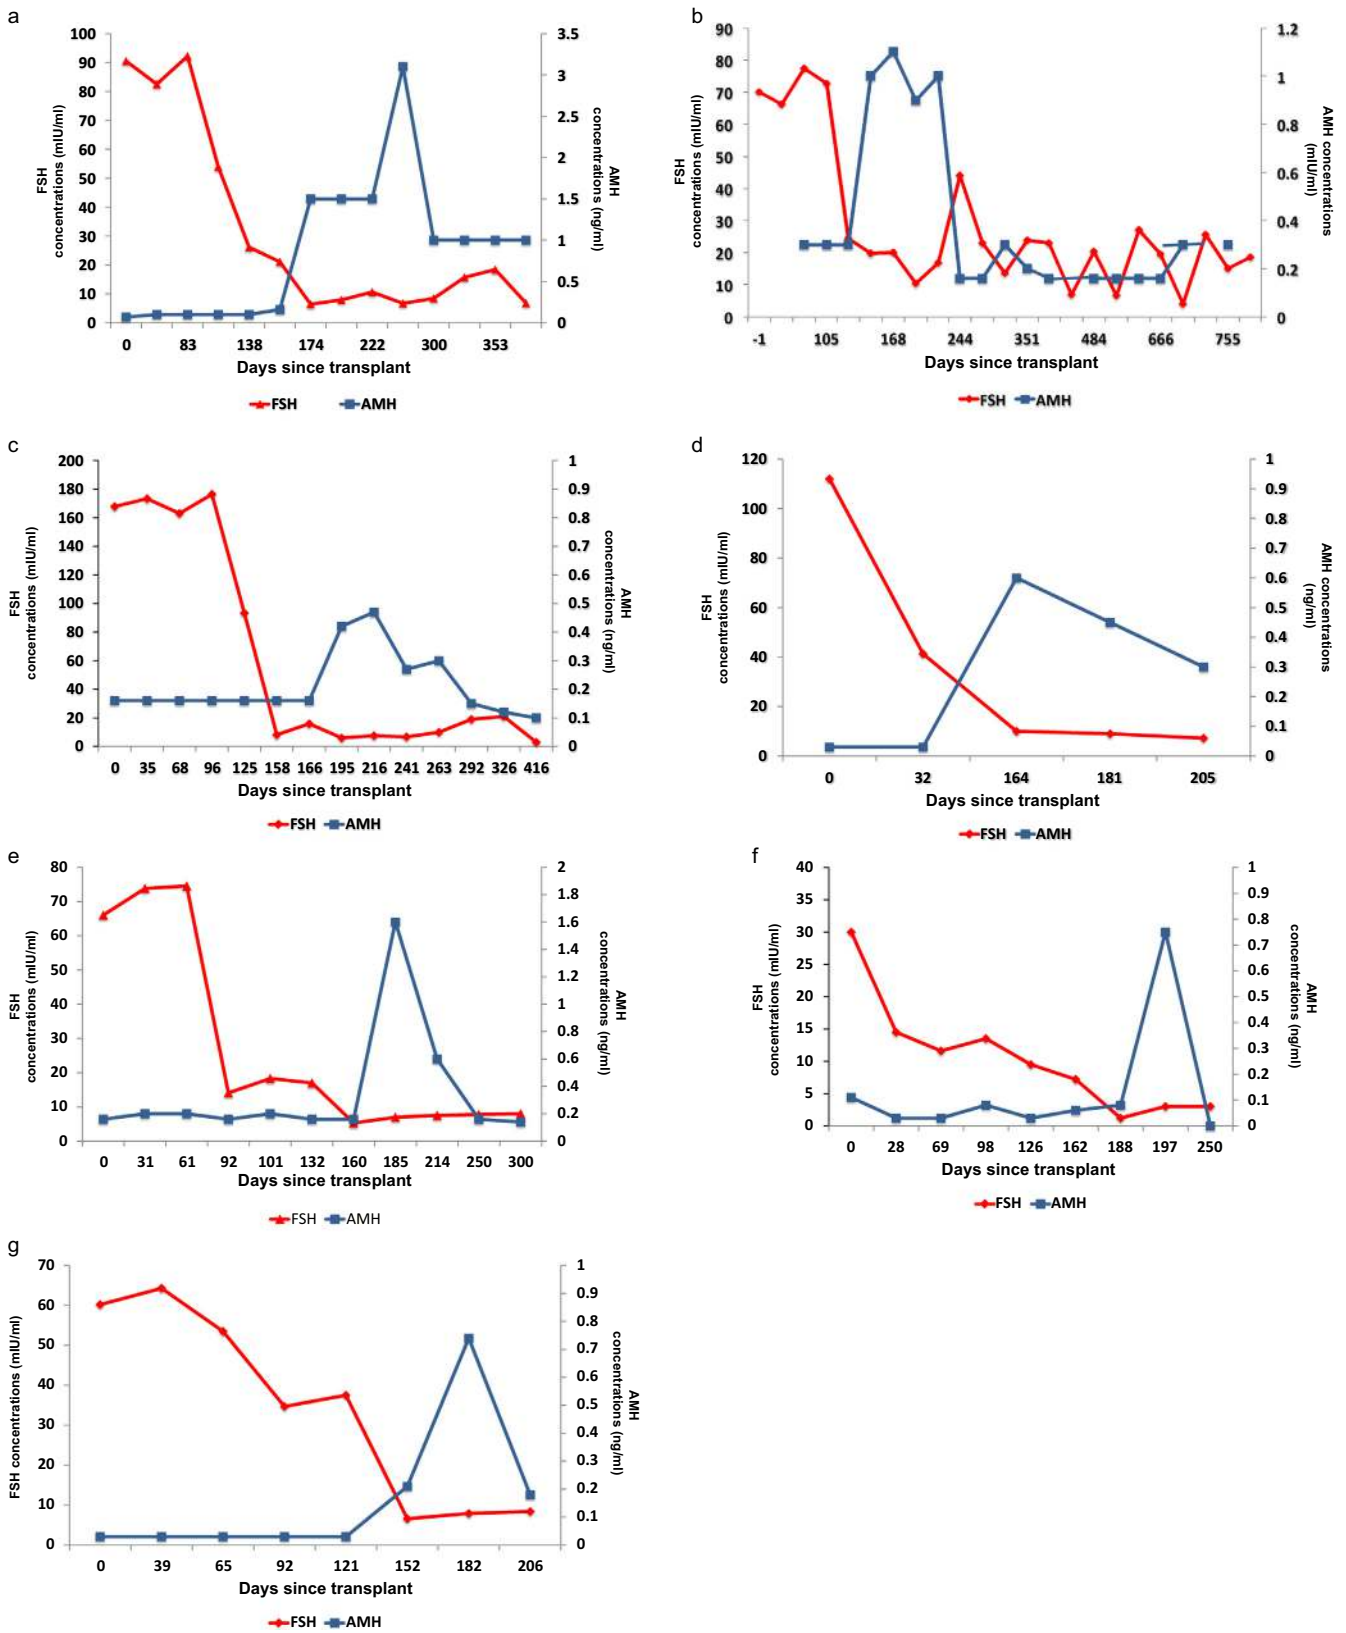 a
FSH
concentrations (mIU/ml)
100
90
80
70
60
50
40
30
20
10
0
3.5
3
2.5
2
1.5
1
0.5
0
AMH
concentrations (ng/ml)
0 83 138 174 222 300 353
Days since transplant
FSH AMH
b
FSH
concentrations (mIU/ml)
90
80
70
60
50
40
30
20
10
0
1.2
1
0.8
0.6
0.4
0.2
0
AMH concentrations
(mIU/ml)
-1 105 168 244 351 484 666 755
Days since transplant
FSH AMH
c
FSH
concentrations (mIU/ml)
200
180
160
140
120
100
80
60
40
20
0
1
0.9
0.8
0.7
0.6
0.5
0.4
0.3
0.2
0.1
0
AMH
concentrations (ng/ml)
0 35 68 96 125 158 166 195 216 241 263 292 326 416
Days since transplant
FSH AMH
d
FSH
concentrations (mIU/ml)
120
100
80
60
40
20
0
1
0.9
0.8
0.7
0.6
0.5
0.4
0.3
0.2
0.1
0
AMH concentrations
(ng/ml)
0 32 164 181 205
Days since transplant
FSH AMH
e
FSH
concentrations (mIU/ml)
80
70
60
50
40
30
20
10
0
2
1.8
1.6
1.4
1.2
1
0.8
0.6
0.4
0.2
0
AMH
concentrations (ng/ml)
0 31 61 92 101 132 160 185 214 250 300
Days since transplant
FSH AMH
f
FSH
concentrations (mIU/ml)
40
35
30
25
20
15
10
5
0
1
0.9
0.8
0.7
0.6
0.5
0.4
0.3
0.2
0.1
0
AMH
concentrations (ng/ml)
0 28 69 98 126 162 188 197 250
Days since transplant
FSH AMH
g
FSH concentrations (mIU/ml)
70
60
50
40
30
20
10
0
1
0.9
0.8
0.7
0.6
0.5
0.4
0.3
0.2
0.1
0
AMH
concentrations (ng/ml)
0 39 65 92 121 152 182 206
Days since transplant
FSH AMH